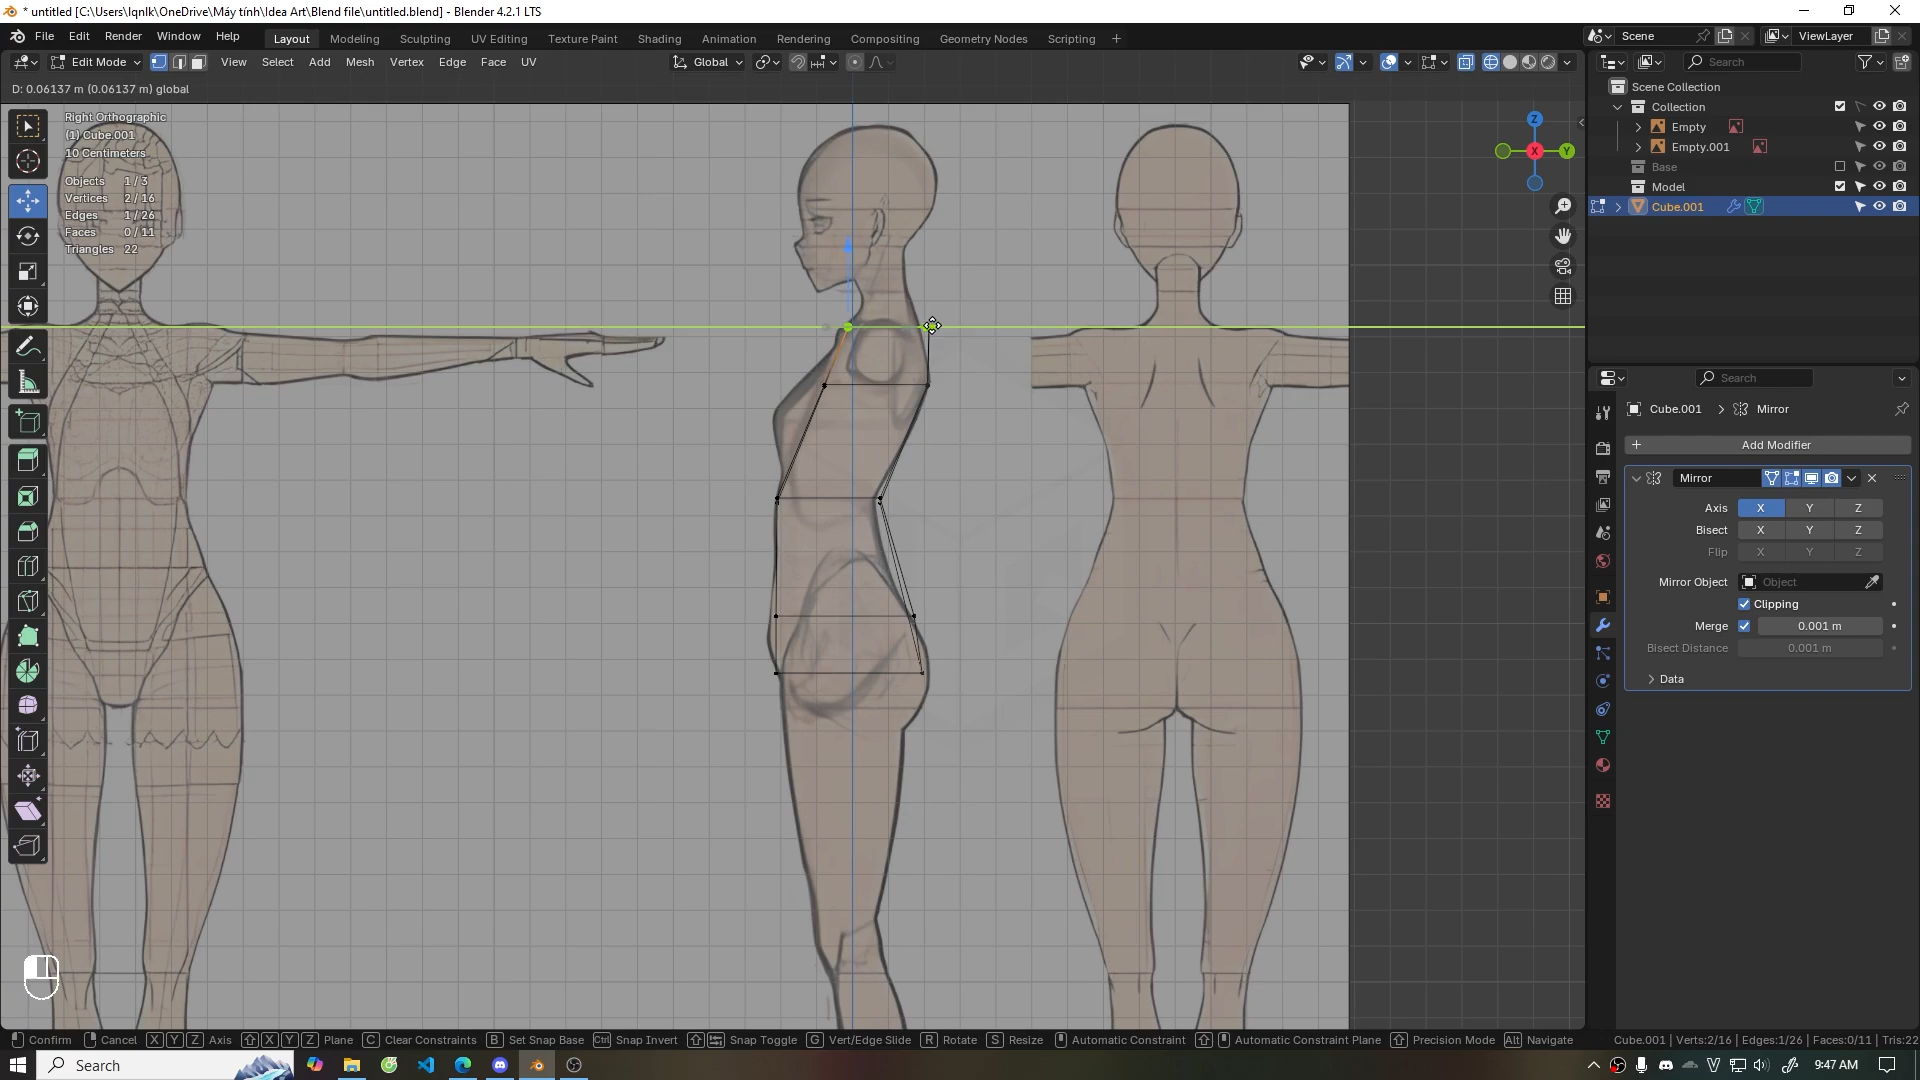 * untitled [C:\Users\lqnlk\OneDrive\Máy tính\Idea Art\Blend file\untitled.blend] - Blender 4.2.1 LTS
File Edit Render Window Help
Layout Modeling Sculpting UV Editing Texture Paint Shading Animation Rendering Compositing Geometry Nodes Scripting +
Scene ViewLayer
Edit Mode View Select Add Mesh Vertex Edge Face UV
Global
Search
D: 0.06137 m (0.06137 m) global
Scene Collection
Collection
Empty
Empty.001
Base
Model
Cube.001
Right Orthographic
(1) Cube.001
10 Centimeters
Objects 1 / 3
Vertices 2 / 16
Edges 1 / 26
Faces 0 / 11
Triangles 22
Z
X
Y
Search
Cube.001 > Mirror
+ Add Modifier
Mirror
Axis X Y Z
Bisect X Y Z
Flip X Y Z
Mirror Object Object
Clipping
Merge 0.001 m
Bisect Distance 0.001 m
Data
Confirm Cancel X Y Z Axis X Y Z Plane C Clear Constraints B Set Snap Base Ctrl Snap Invert Snap Toggle G Vert/Edge Slide R Rotate S Resize Automatic Constraint Automatic Constraint Plane Precision Mode Alt Navigate
Cube.001 | Verts:2/16 | Edges:1/26 | Faces:0/11 | Tris:22
Search
9:47 AM